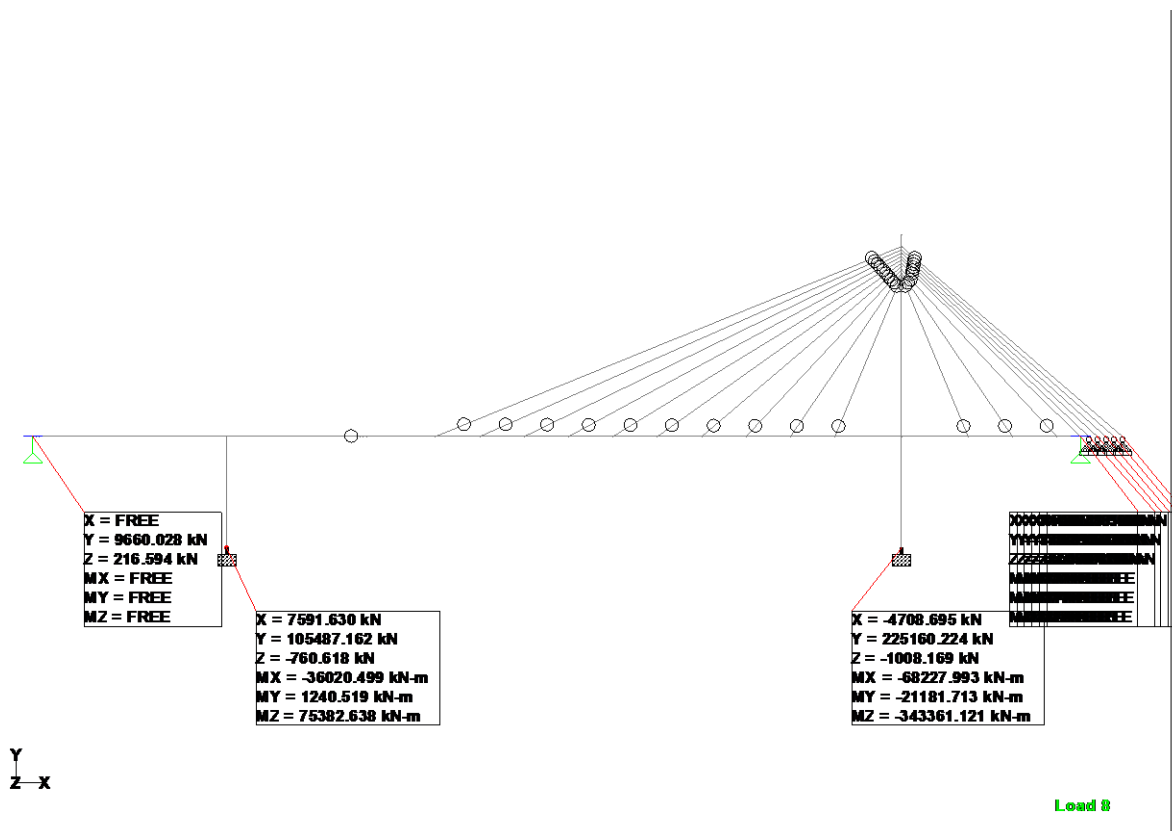 X = FREE
Y = 9660.028 kN
Z = 216.594 kN
MX = FREE
MY = FREE
MZ = FREE
X = 7591.630 kN
Y = 105487.162 kN
Z = -760.618 kN
MX = -36020.499 kN-m
MY = 1240.519 kN-m
MZ = 75382.638 kN-m
X = -4708.695 kN
Y = 225160.224 kN
Z = -1008.169 kN
MX = -68227.993 kN-m
MY = -21181.713 kN-m
MZ = -343361.121 kN-m
Y
Z X
Load 8